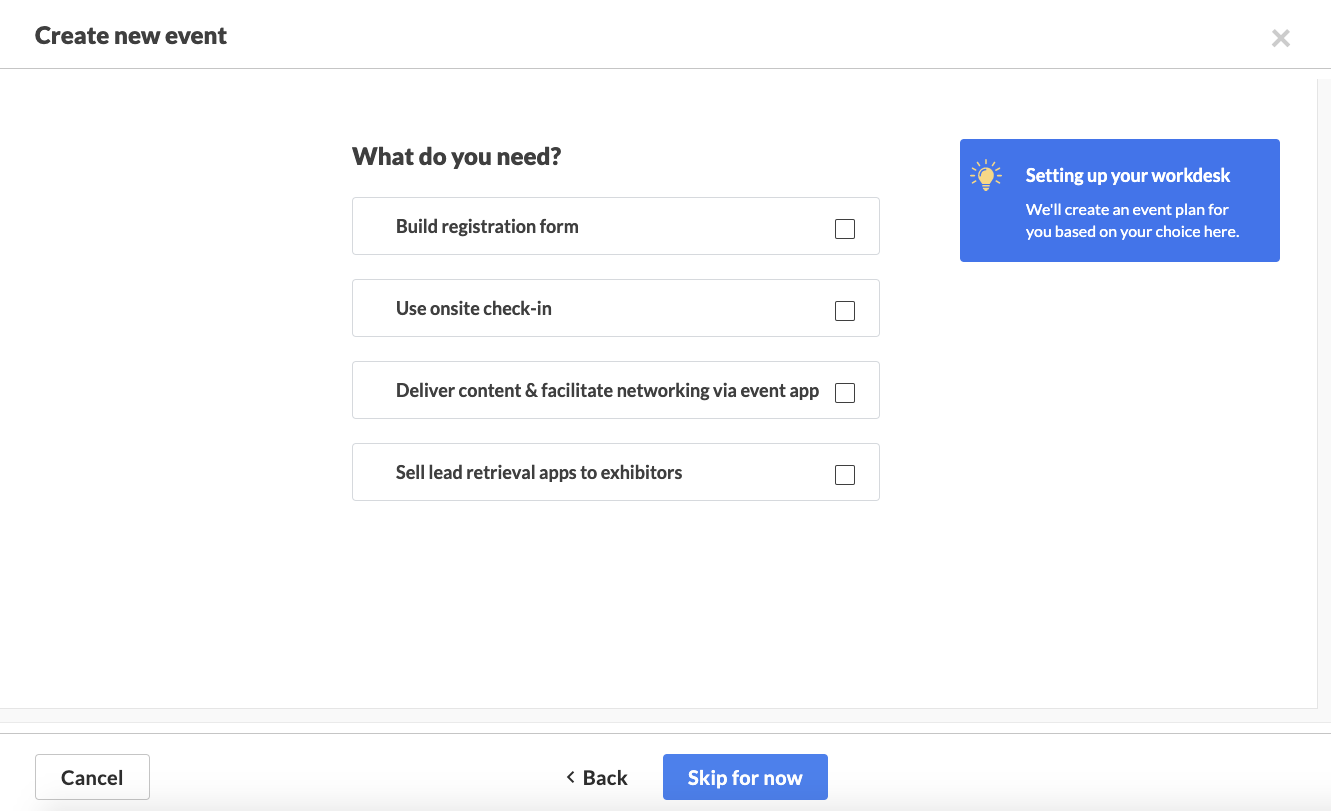 Create new event
What do you need?
Build registration form
Use onsite check-in
Deliver content & facilitate networking via event app
Sell lead retrieval apps to exhibitors
Setting up your workdesk
We'll create an event plan for
you based on your choice here.
Cancel
Back
Skip for now